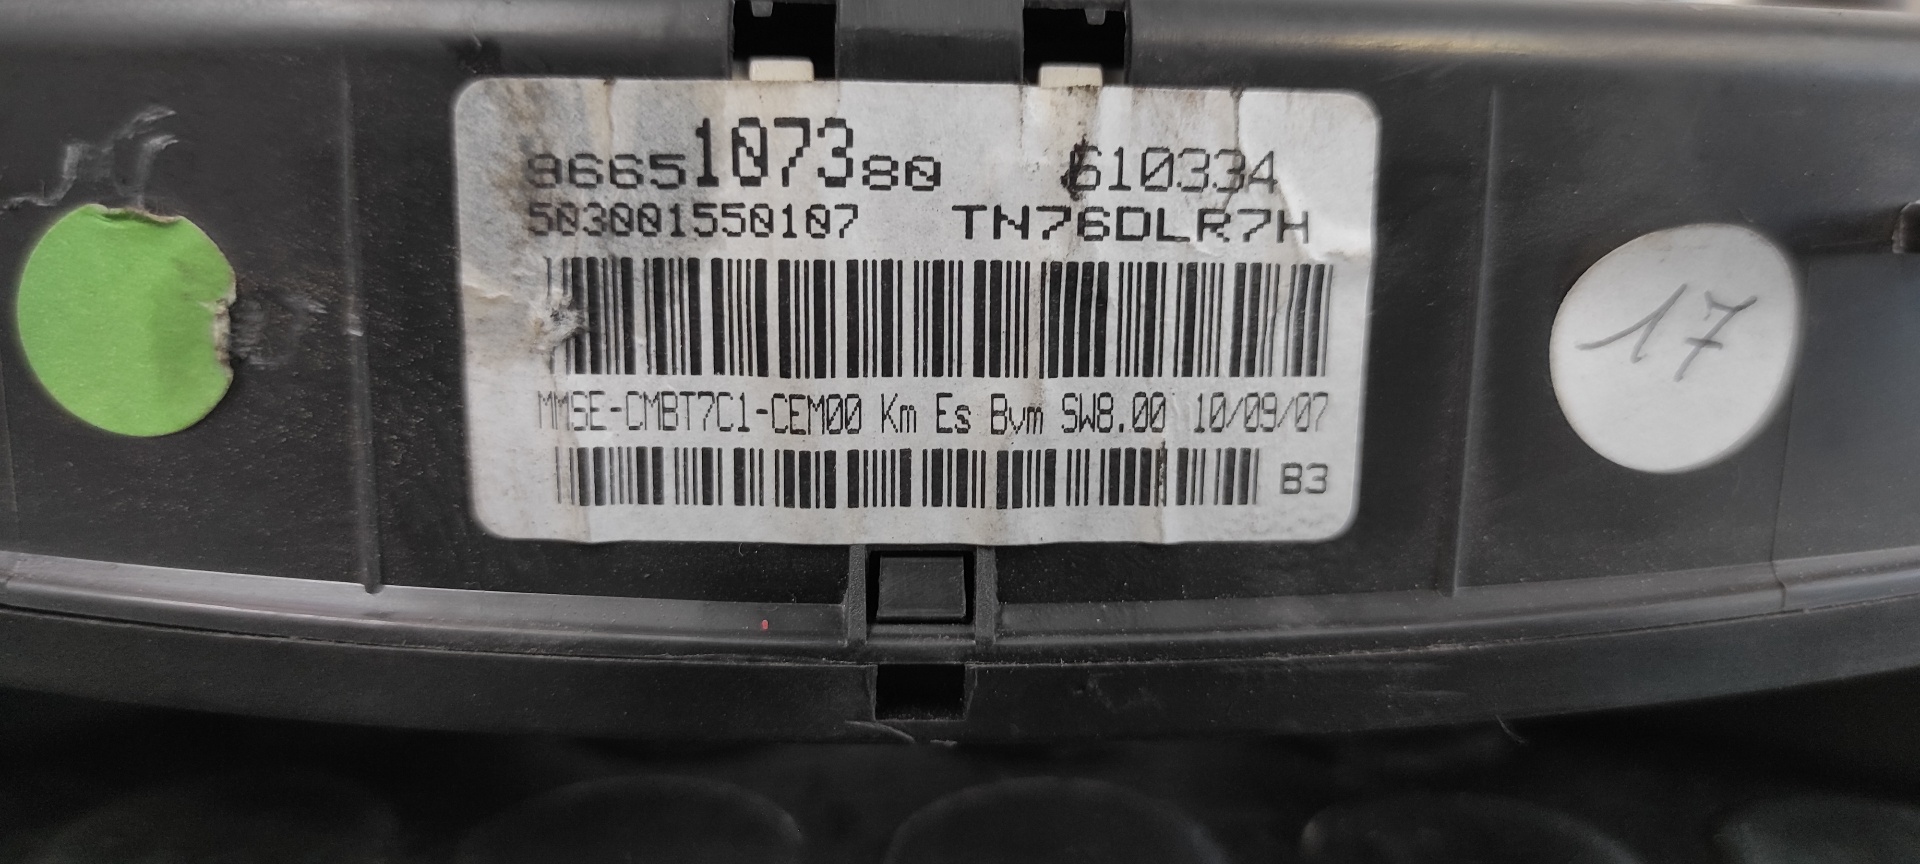 9665107380 610334
503001550107 TN76DLR7H
MMSE-CMBT7C1-CEM00 Km Es Bvm SW8.00 10/09/07
B3
17